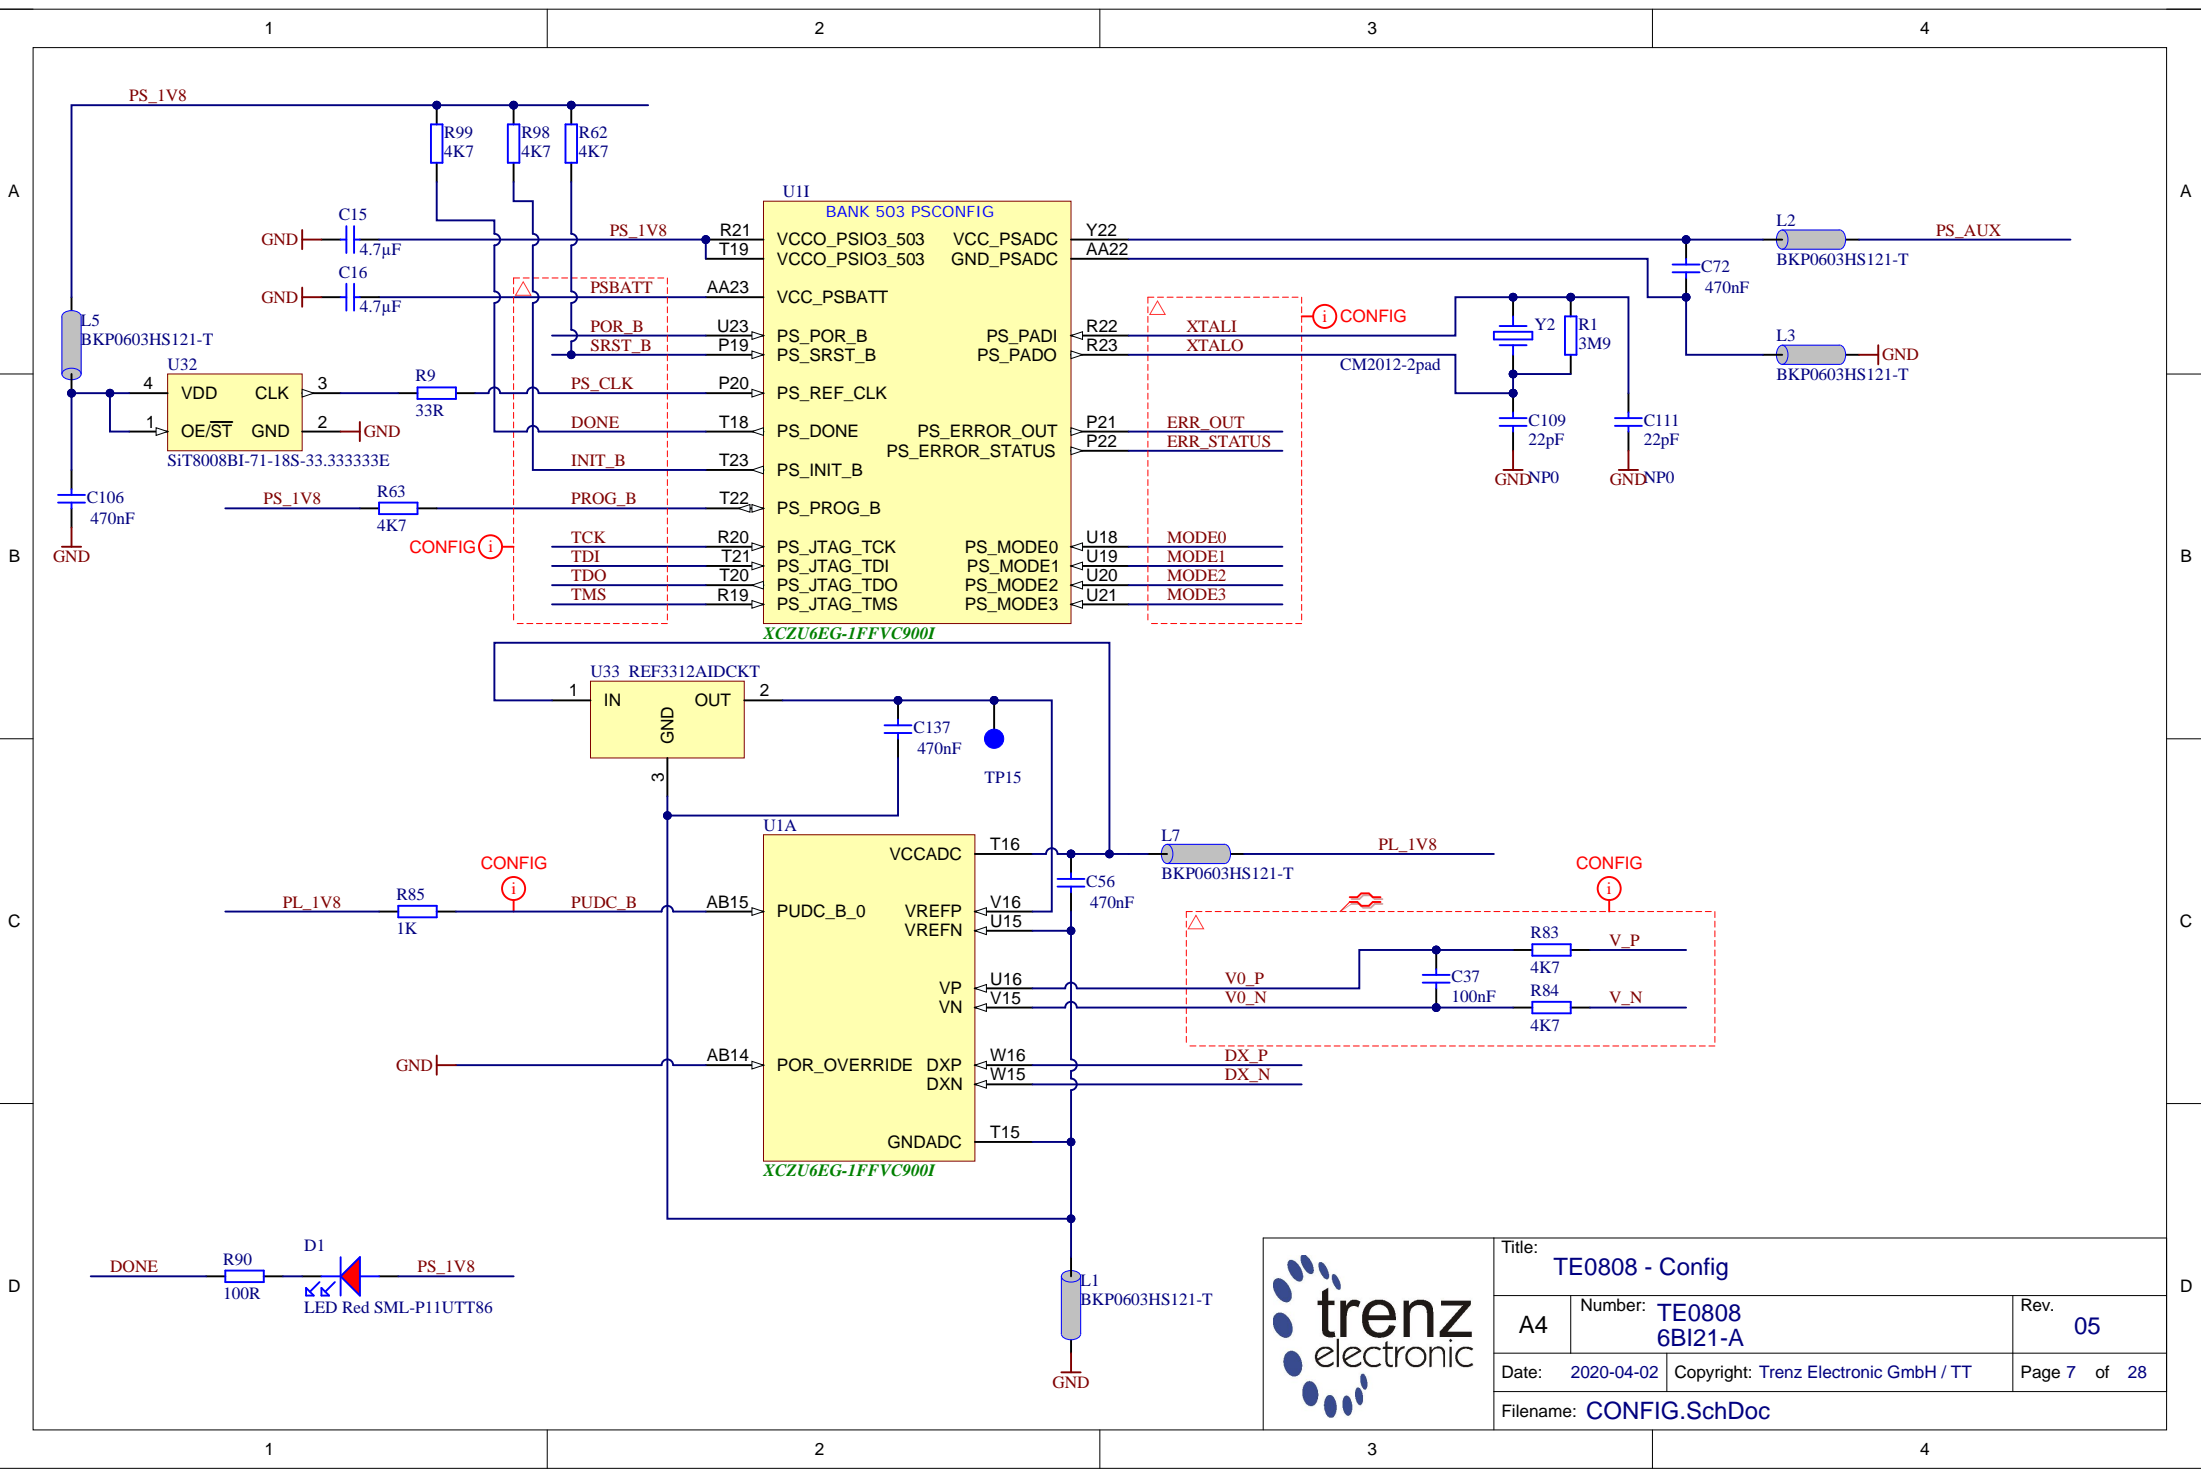 1 2 3 4
A A
B B
C C
D D
PS_1V8
R99
4K7
R98
4K7
R62
4K7
C15
4.7µF
GND
PS_1V8
C16
4.7µF
GND
PSBATT
L5
BKP0603HS121-T
U32
4 VDD CLK 3
1 OE/ST GND 2
GND
SiT8008BI-71-18S-33.333333E
C106
470nF
GND
R9
33R
PS_CLK
POR_B
SRST_B
DONE
INIT_B
PS_1V8
R63
4K7
PROG_B
CONFIG i
TCK
TDI
TDO
TMS
U1I
BANK 503 PSCONFIG
R21 VCCO_PSIO3_503
T19 VCCO_PSIO3_503
AA23 VCC_PSBATT
U23 PS_POR_B
P19 PS_SRST_B
P20 PS_REF_CLK
T18 PS_DONE
T23 PS_INIT_B
T22 PS_PROG_B
R20 PS_JTAG_TCK
T21 PS_JTAG_TDI
T20 PS_JTAG_TDO
R19 PS_JTAG_TMS
VCC_PSADC Y22
GND_PSADC AA22
PS_PADI R22
PS_PADO R23
PS_ERROR_OUT P21
PS_ERROR_STATUS P22
PS_MODE0 U18
PS_MODE1 U19
PS_MODE2 U20
PS_MODE3 U21
XCZU6EG-1FFVC900I
XTALI
XTALO
i CONFIG
ERR_OUT
ERR_STATUS
MODE0
MODE1
MODE2
MODE3
CM2012-2pad
Y2
R1
3M9
C109
22pF
GND NP0
C111
22pF
GND NP0
C72
470nF
L2
BKP0603HS121-T
PS_AUX
L3
BKP0603HS121-T
GND
U33 REF3312AIDCKT
1 IN OUT 2
GND
3
C137
470nF
TP15
U1A
VCCADC T16
AB15 PUDC_B_0
VREFP V16
VREFN U15
VP U16
VN V15
AB14 POR_OVERRIDE
DXP W16
DXN W15
GNDADC T15
XCZU6EG-1FFVC900I
PL_1V8
R85
1K
CONFIG
i
PUDC_B
GND
C56
470nF
L7
BKP0603HS121-T
PL_1V8
CONFIG
i
V0_P
V0_N
C37
100nF
R83
4K7
V_P
R84
4K7
V_N
DX_P
DX_N
L1
BKP0603HS121-T
GND
DONE
R90
100R
D1
PS_1V8
LED Red SML-P11UTT86
trenz
electronic
Title:
TE0808 - Config
A4
Number: TE0808
6BI21-A
Rev.
05
Date: 2020-04-02
Copyright: Trenz Electronic GmbH / TT
Page 7 of 28
Filename: CONFIG.SchDoc
1 2 3 4